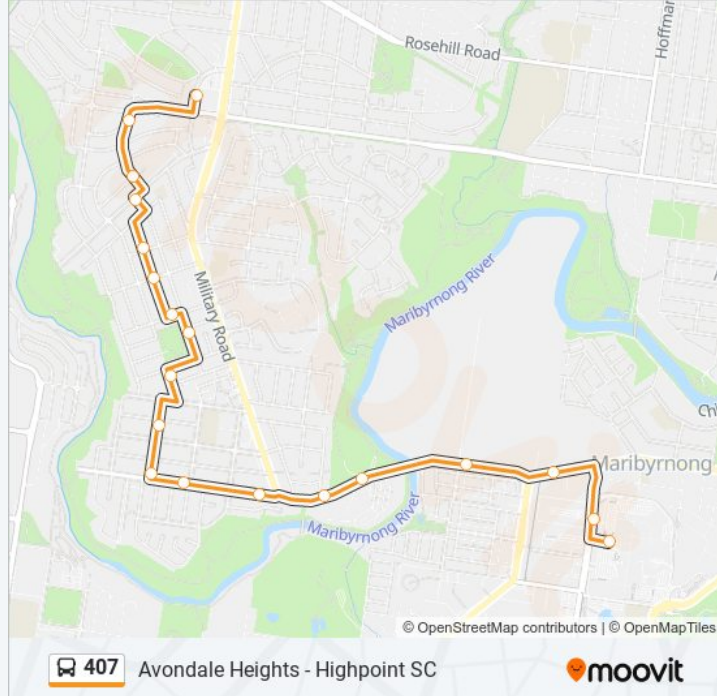 Rosehill Road
Hoffman
Military Road
Maribyrnong River
Maribyrnong
Maribyrnong River
© OpenStreetMap contributors | © OpenMapTiles
407 Avondale Heights - Highpoint SC
moovit